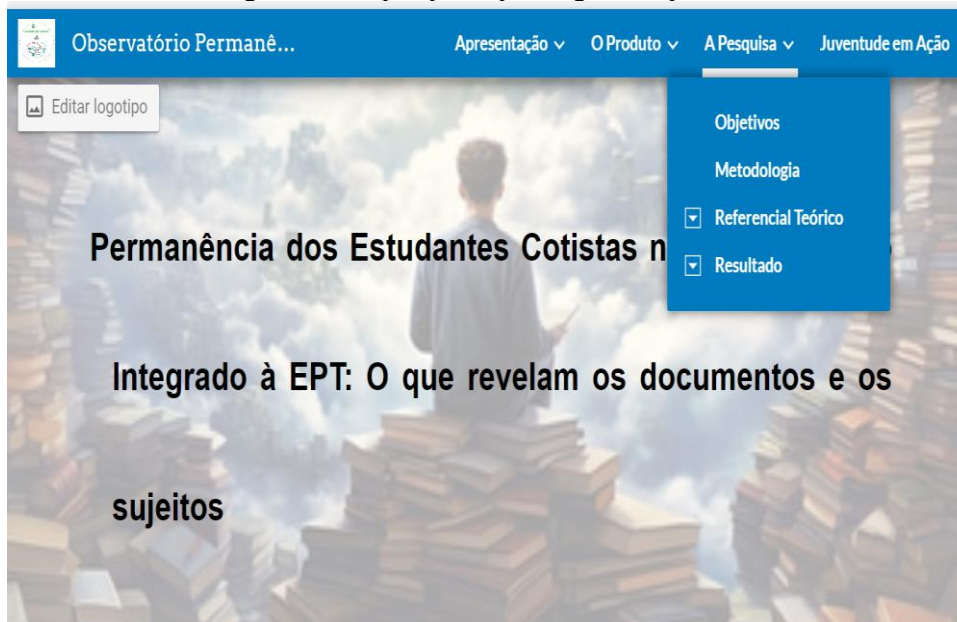 Observatório Permanê...
Apresentação O Produto A Pesquisa Juventude em Ação
Editar logotipo
Objetivos
Metodologia
Referencial Teórico
Resultado
Permanência dos Estudantes Cotistas n
Integrado à EPT: O que revelam os documentos e os
sujeitos